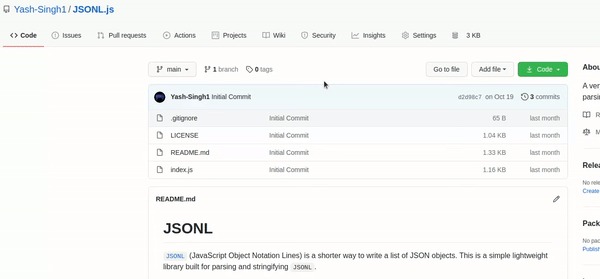 Yash-Singh1 / JSONL.js
Code Issues Pull requests Actions Projects Wiki Security Insights Settings 3 KB
main 1 branch 0 tags Go to file Add file Code
Yash-Singh1 Initial Commit d2d98c7 on Oct 19 3 commits
.gitignore Initial Commit 65 B last month
LICENSE Initial Commit 1.04 KB last month
README.md Initial Commit 1.33 KB last month
index.js Initial Commit 1.16 KB last month
README.md
JSONL
JSONL (JavaScript Object Notation Lines) is a shorter way to write a list of JSON objects. This is a simple lightweight
library built for parsing and stringifying JSONL .
Abou
A ver
parsin
R
M
Relea
No rele
Create
Pack
No pac
Publish